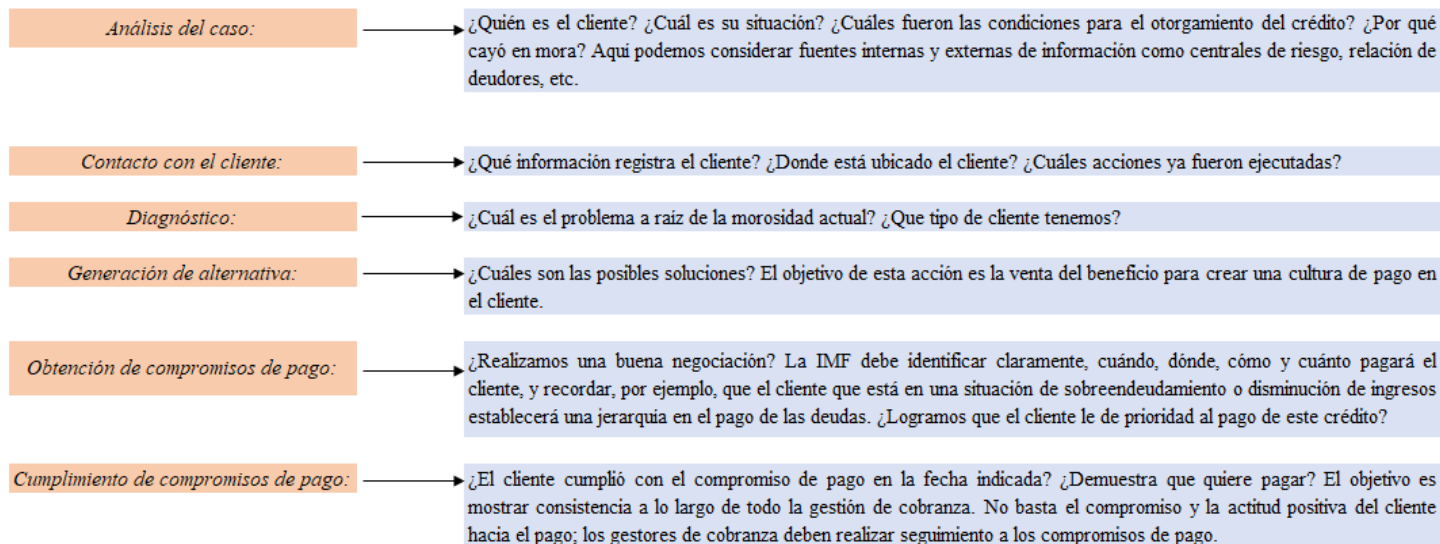 Análisis del caso:
¿Quién es el cliente? ¿Cuál es su situación? ¿Cuáles fueron las condiciones para el otorgamiento del crédito? ¿Por qué
cayó en mora? Aquí podemos considerar fuentes internas y externas de información como centrales de riesgo, relación de
deudores, etc.
Contacto con el cliente:
¿Qué información registra el cliente? ¿Donde está ubicado el cliente? ¿Cuáles acciones ya fueron ejecutadas?
Diagnóstico:
¿Cuál es el problema a raíz de la morosidad actual? ¿Que tipo de cliente tenemos?
Generación de alternativa:
¿Cuáles son las posibles soluciones? El objetivo de esta acción es la venta del beneficio para crear una cultura de pago en
el cliente.
Obtención de compromisos de pago:
¿Realizamos una buena negociación? La IMF debe identificar claramente, cuándo, dónde, cómo y cuánto pagará el
cliente, y recordar, por ejemplo, que el cliente que está en una situación de sobreendeudamiento o disminución de ingresos
establecerá una jerarquía en el pago de las deudas. ¿Logramos que el cliente le de prioridad al pago de este crédito?
Cumplimiento de compromisos de pago:
¿El cliente cumplió con el compromiso de pago en la fecha indicada? ¿Demuestra que quiere pagar? El objetivo es
mostrar consistencia a lo largo de todo la gestión de cobranza. No basta el compromiso y la actitud positiva del cliente
hacia el pago; los gestores de cobranza deben realizar seguimiento a los compromisos de pago.